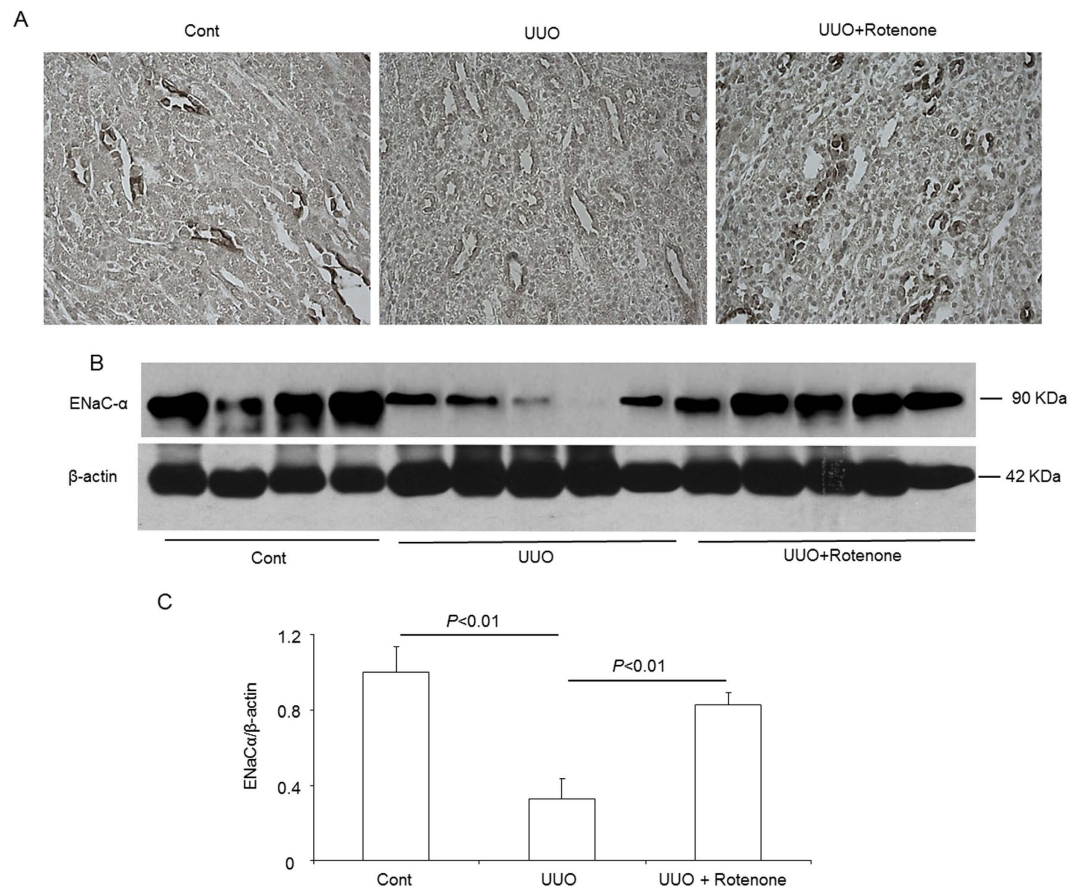 A
Cont
UUO
UUO+Rotenone
B
ENaC-α
90 KDa
β-actin
42 KDa
Cont
UUO
UUO+Rotenone
C
P<0.01
P<0.01
1.2
0.8
0.4
0
ENaCα/β-actin
Cont
UUO
UUO + Rotenone